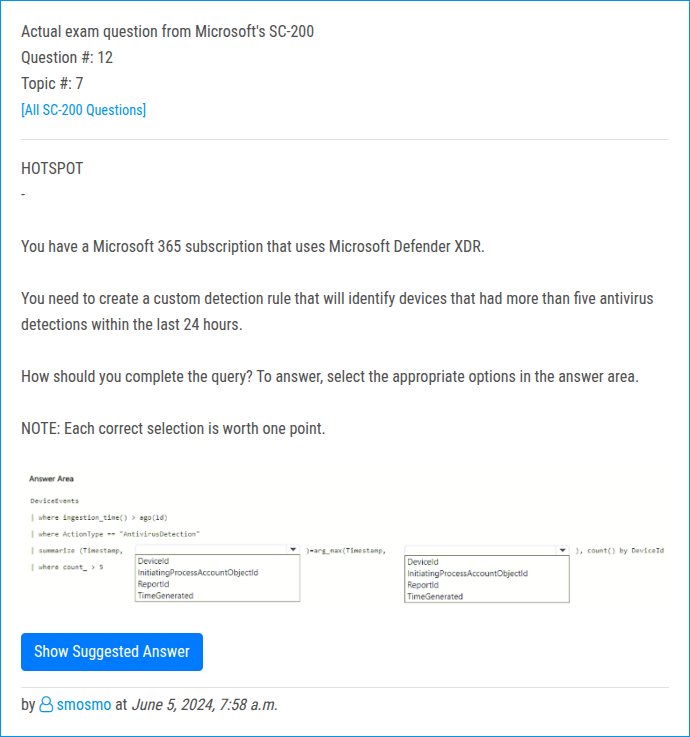 Actual exam question from Microsoft's SC-200
Question #: 12
Topic #: 7
[All SC-200 Questions]
HOTSPOT
-
You have a Microsoft 365 subscription that uses Microsoft Defender XDR.
You need to create a custom detection rule that will identify devices that had more than five antivirus
detections within the last 24 hours.
How should you complete the query? To answer, select the appropriate options in the answer area.
NOTE: Each correct selection is worth one point.
Answer Area
DeviceEvents
| where ingestion_time() > ago(1d)
| where ActionType == "AntivirusDetection"
| summarize (Timestamp, )=arg_max(Timestamp, ), count() by DeviceId
DeviceId DeviceId
| where count_ > 5
InitiatingProcessAccountObjectId InitiatingProcessAccountObjectId
ReportId ReportId
TimeGenerated TimeGenerated
Show Suggested Answer
by smosmo at June 5, 2024, 7:58 a.m.